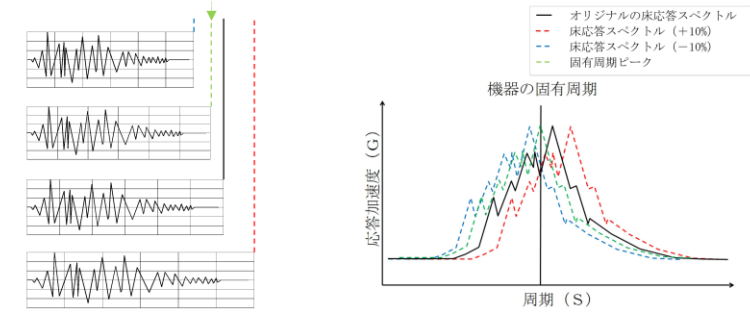 オリジナルの床応答スペクトル
床応答スペクトル（＋10%）
床応答スペクトル（－10%）
固有周期ピーク
機器の固有周期
応答加速度（G）
周期（S）